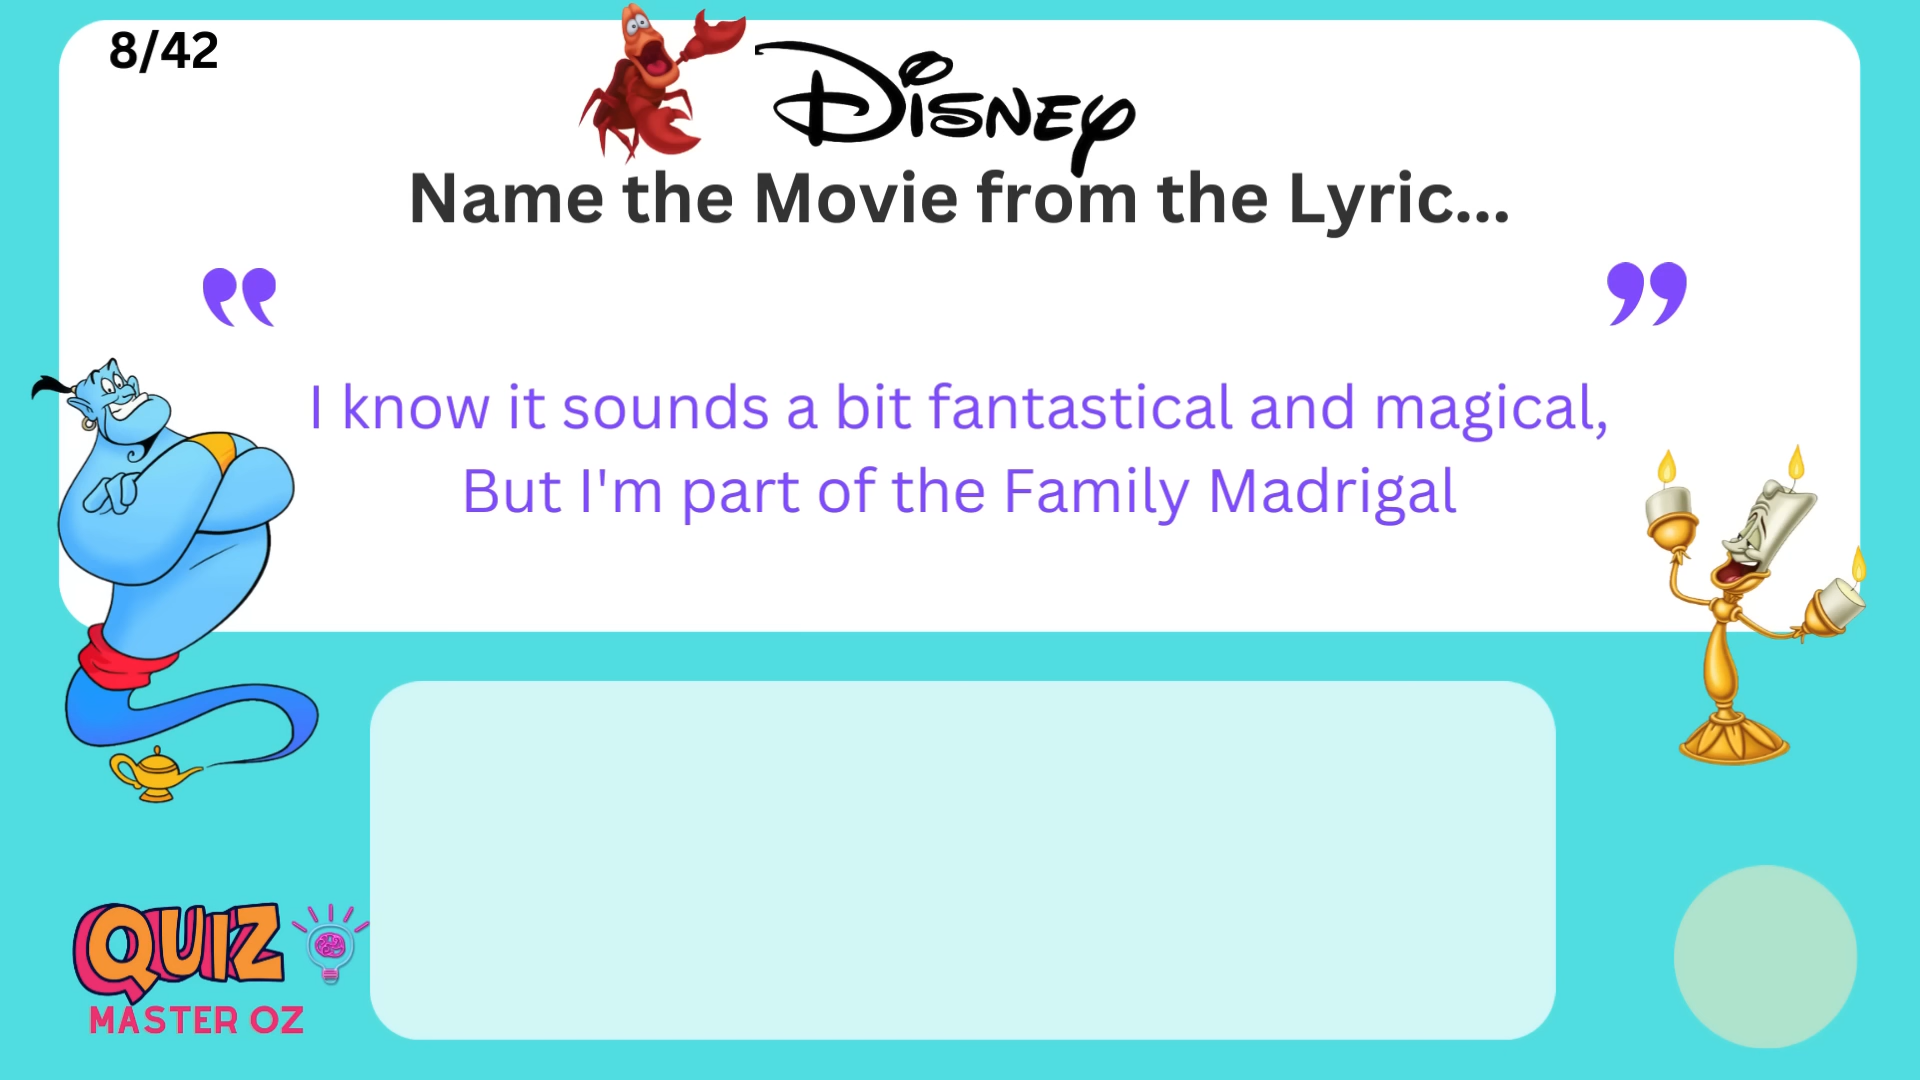 8/42
Disney
Name the Movie from the Lyric...
"
"
I know it sounds a bit fantastical and magical,
But I'm part of the Family Madrigal
QUIZ
MASTER OZ